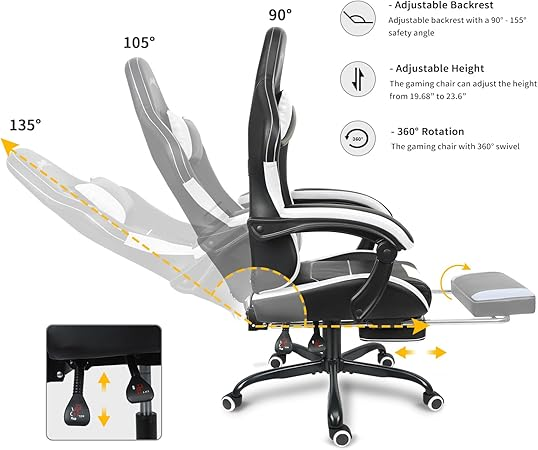 - Adjustable Backrest
Adjustable backrest with a 90° - 155°
safety angle
90°
105°
- Adjustable Height
The gaming chair can adjust the height
from 19.68'' to 23.6''
135°
360°
- 360° Rotation
The gaming chair with 360° swivel